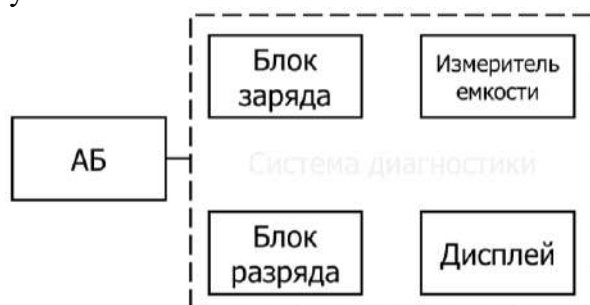 Блок
заряда
Измеритель
емкости
АБ
Система диагностики
Блок
разряда
Дисплей